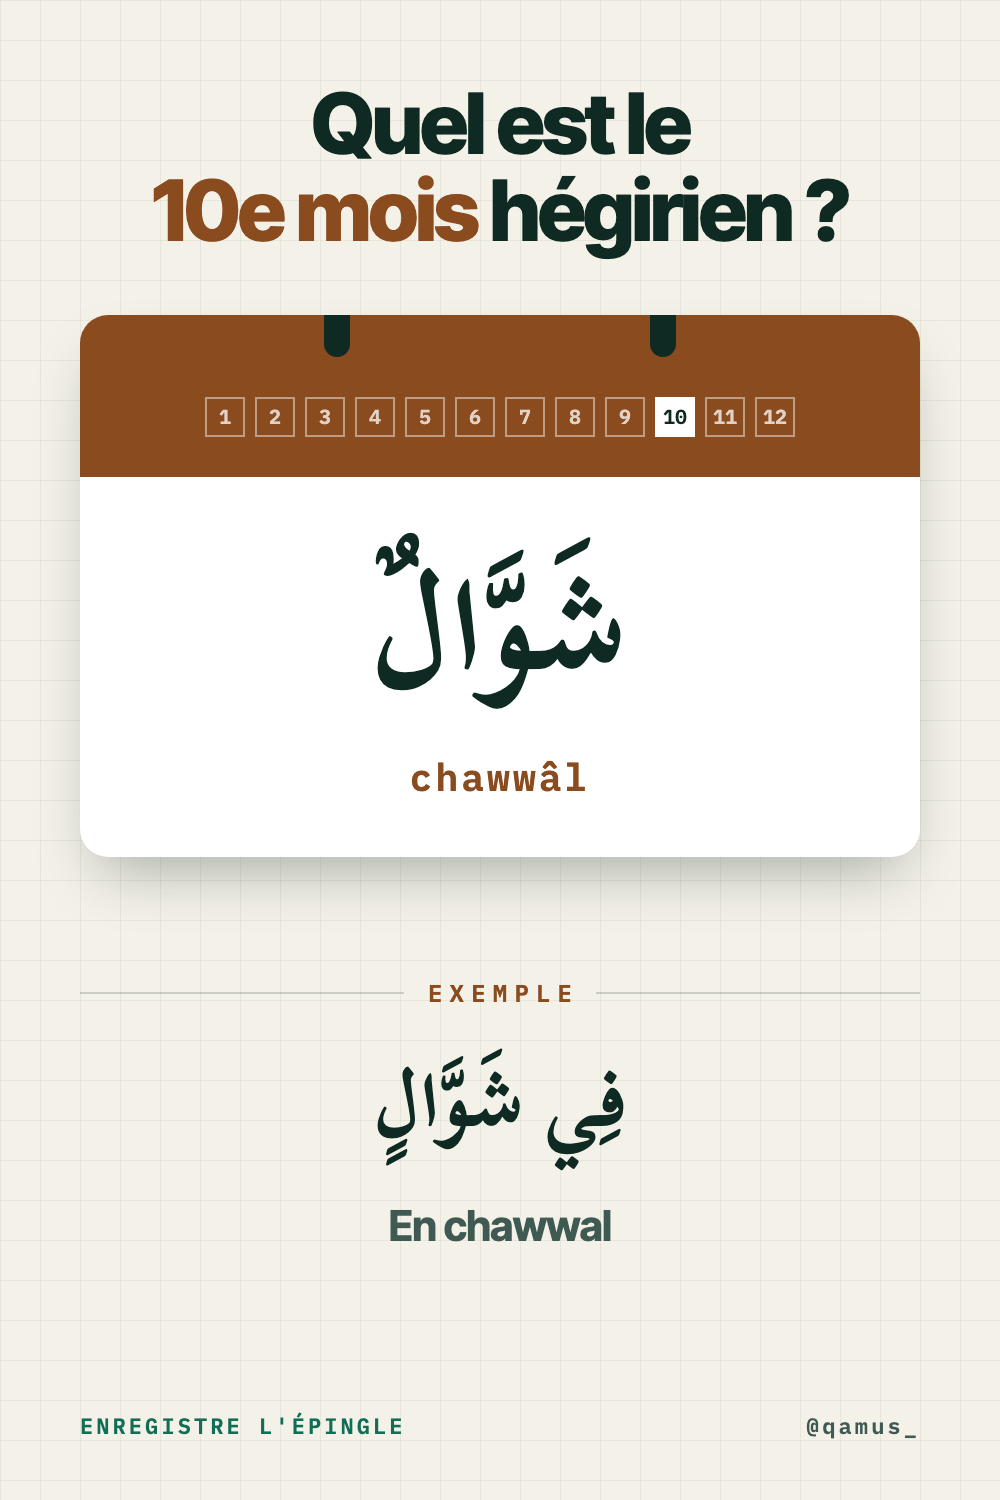 Quel est le
10e mois hégirien ?
1 2 3 4 5 6 7 8 9 10 11 12
شَوَّالٌ
chawwâl
EXEMPLE
فِي شَوَّالٍ
En chawwal
ENREGISTRE L'ÉPINGLE @qamus_